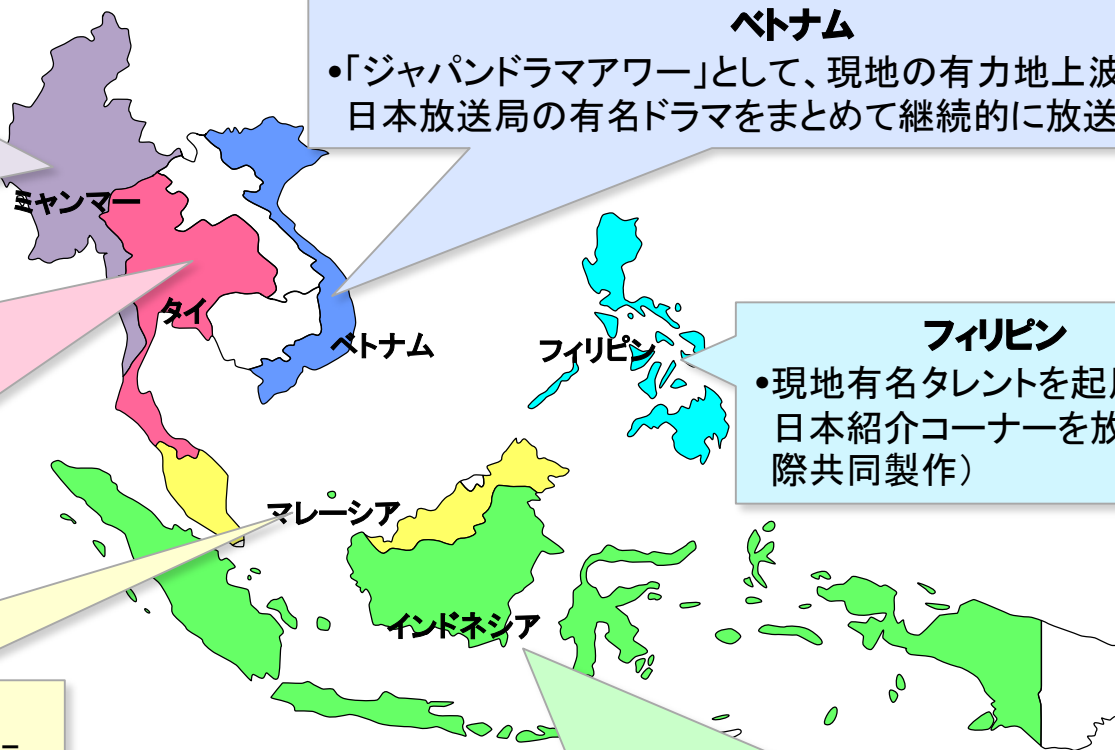 ベトナム
•「ジャパンドラマアワー」として、現地の有力地上波
日本放送局の有名ドラマをまとめて継続的に放送
ミャンマー
タイ
ベトナム
フィリピン
フィリピン
•現地有名タレントを起
日本紹介コーナーを放
際共同製作）
マレーシア
インドネシア